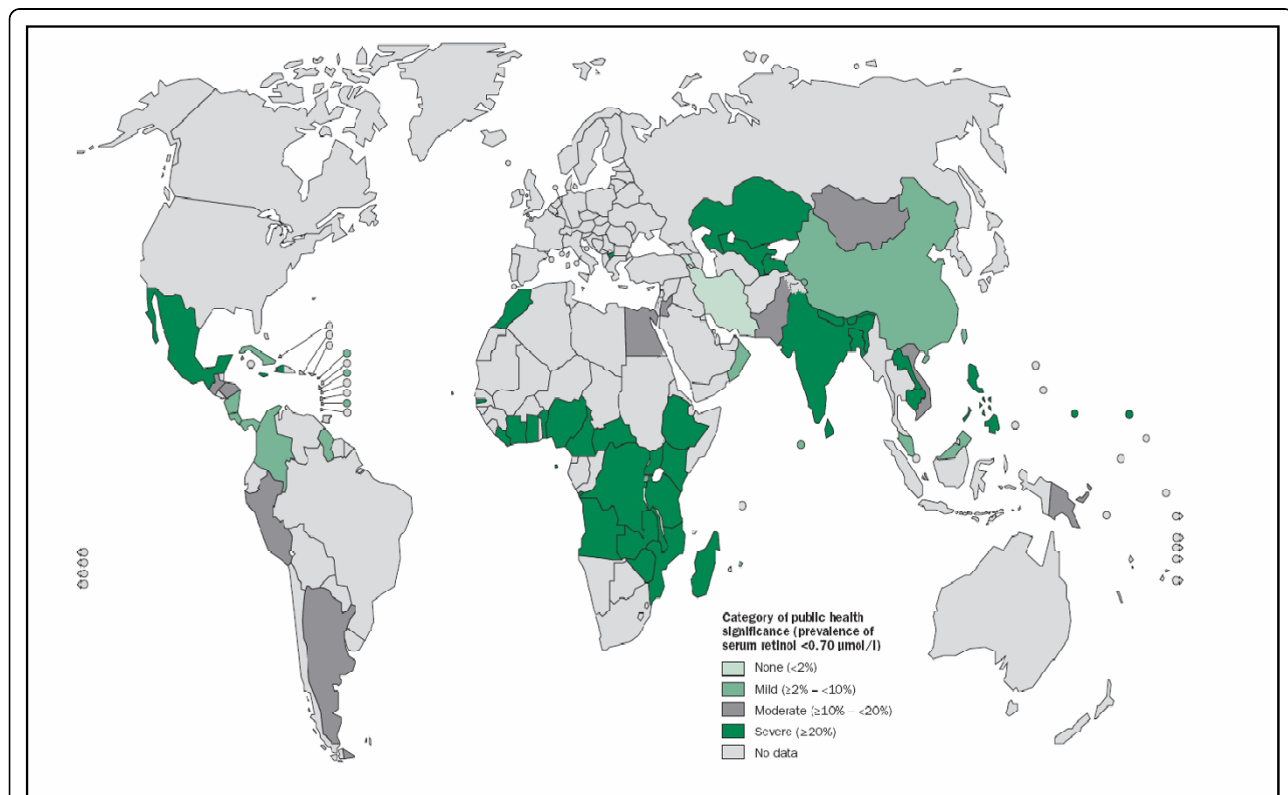 Category of public health
significance (prevalence of
serum retinol <0.70 µmol/l)
None (<2%)
Mild (≥2% – <10%)
Moderate (≥10% – <20%)
Severe (≥20%)
No data